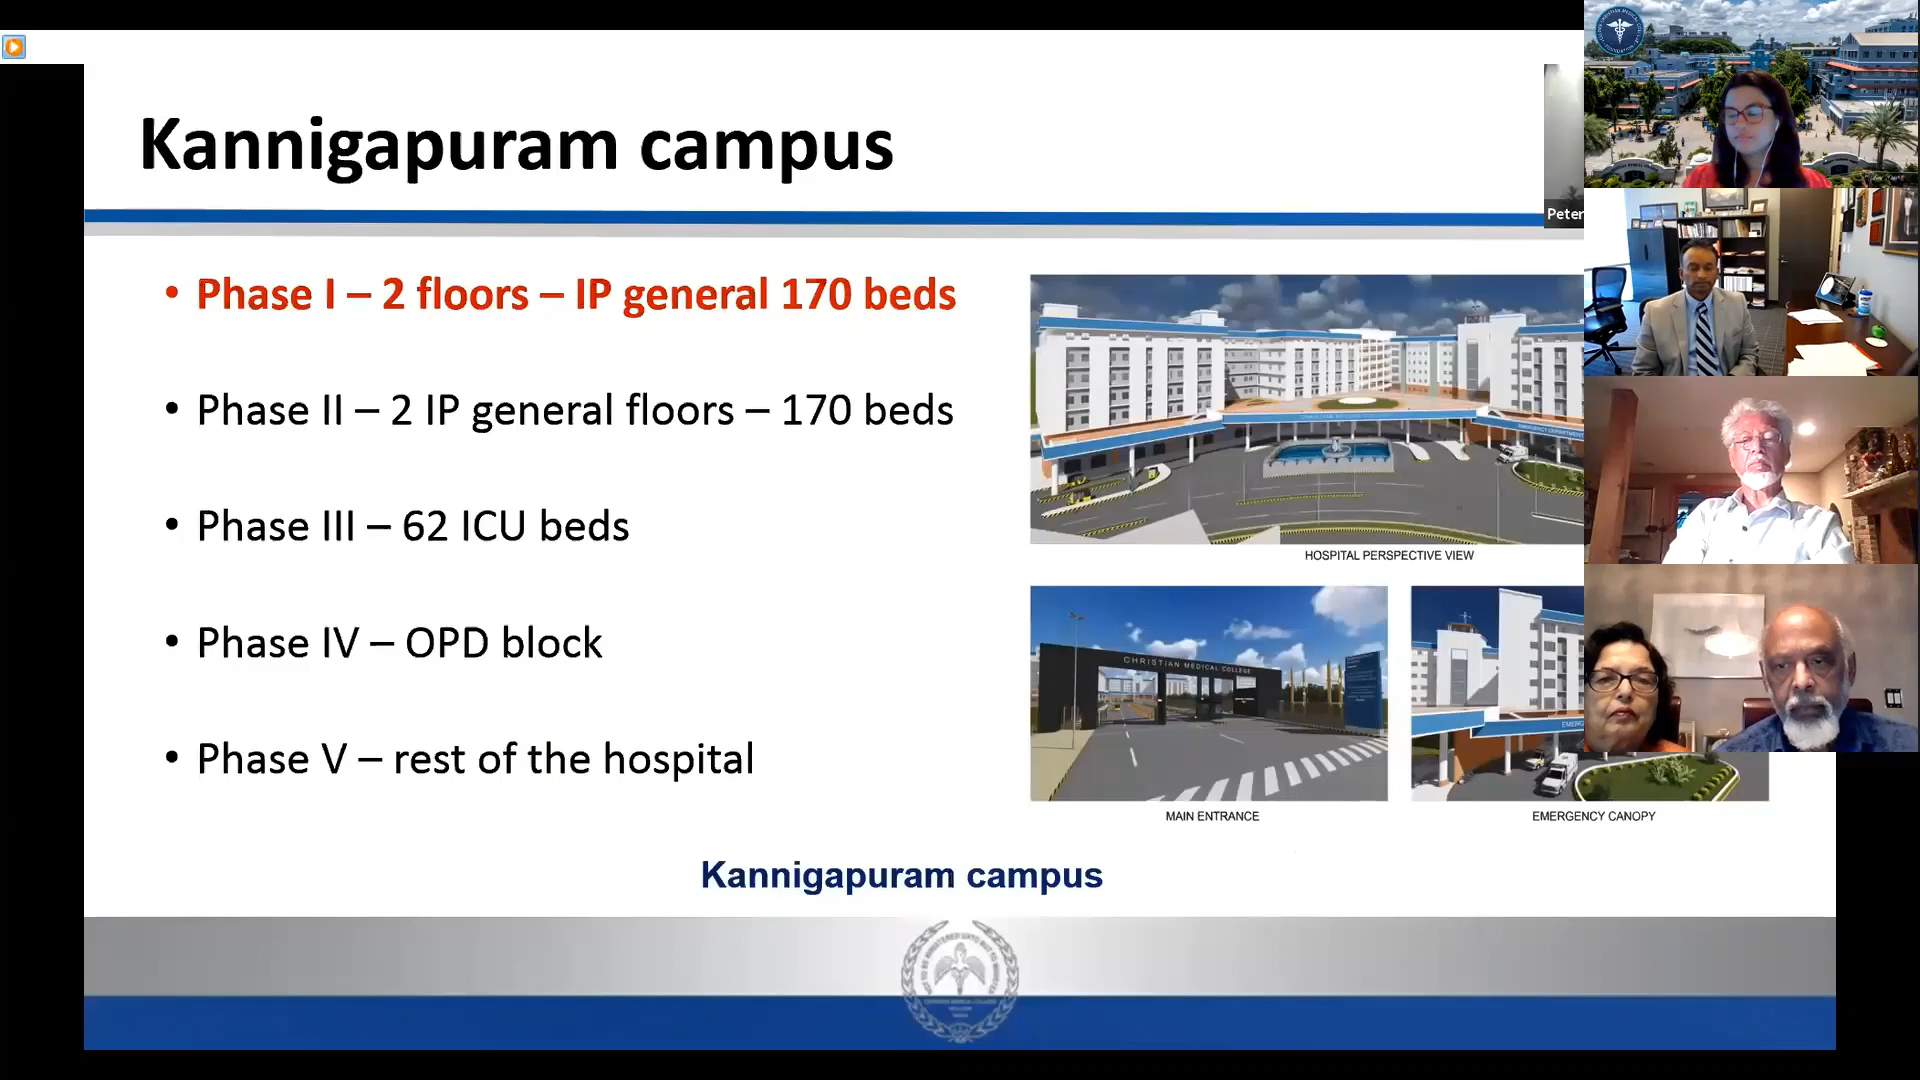 Kannigapuram campus
Peter
• Phase I – 2 floors – IP general 170 beds
• Phase II – 2 IP general floors – 170 beds
• Phase III – 62 ICU beds
• Phase IV – OPD block
• Phase V – rest of the hospital
EMERGENCY DEPARTMENT
HOSPITAL PERSPECTIVE VIEW
CHRISTIAN MEDICAL COLLEGE
MAIN ENTRANCE
EMERGENCY CANOPY
Kannigapuram campus